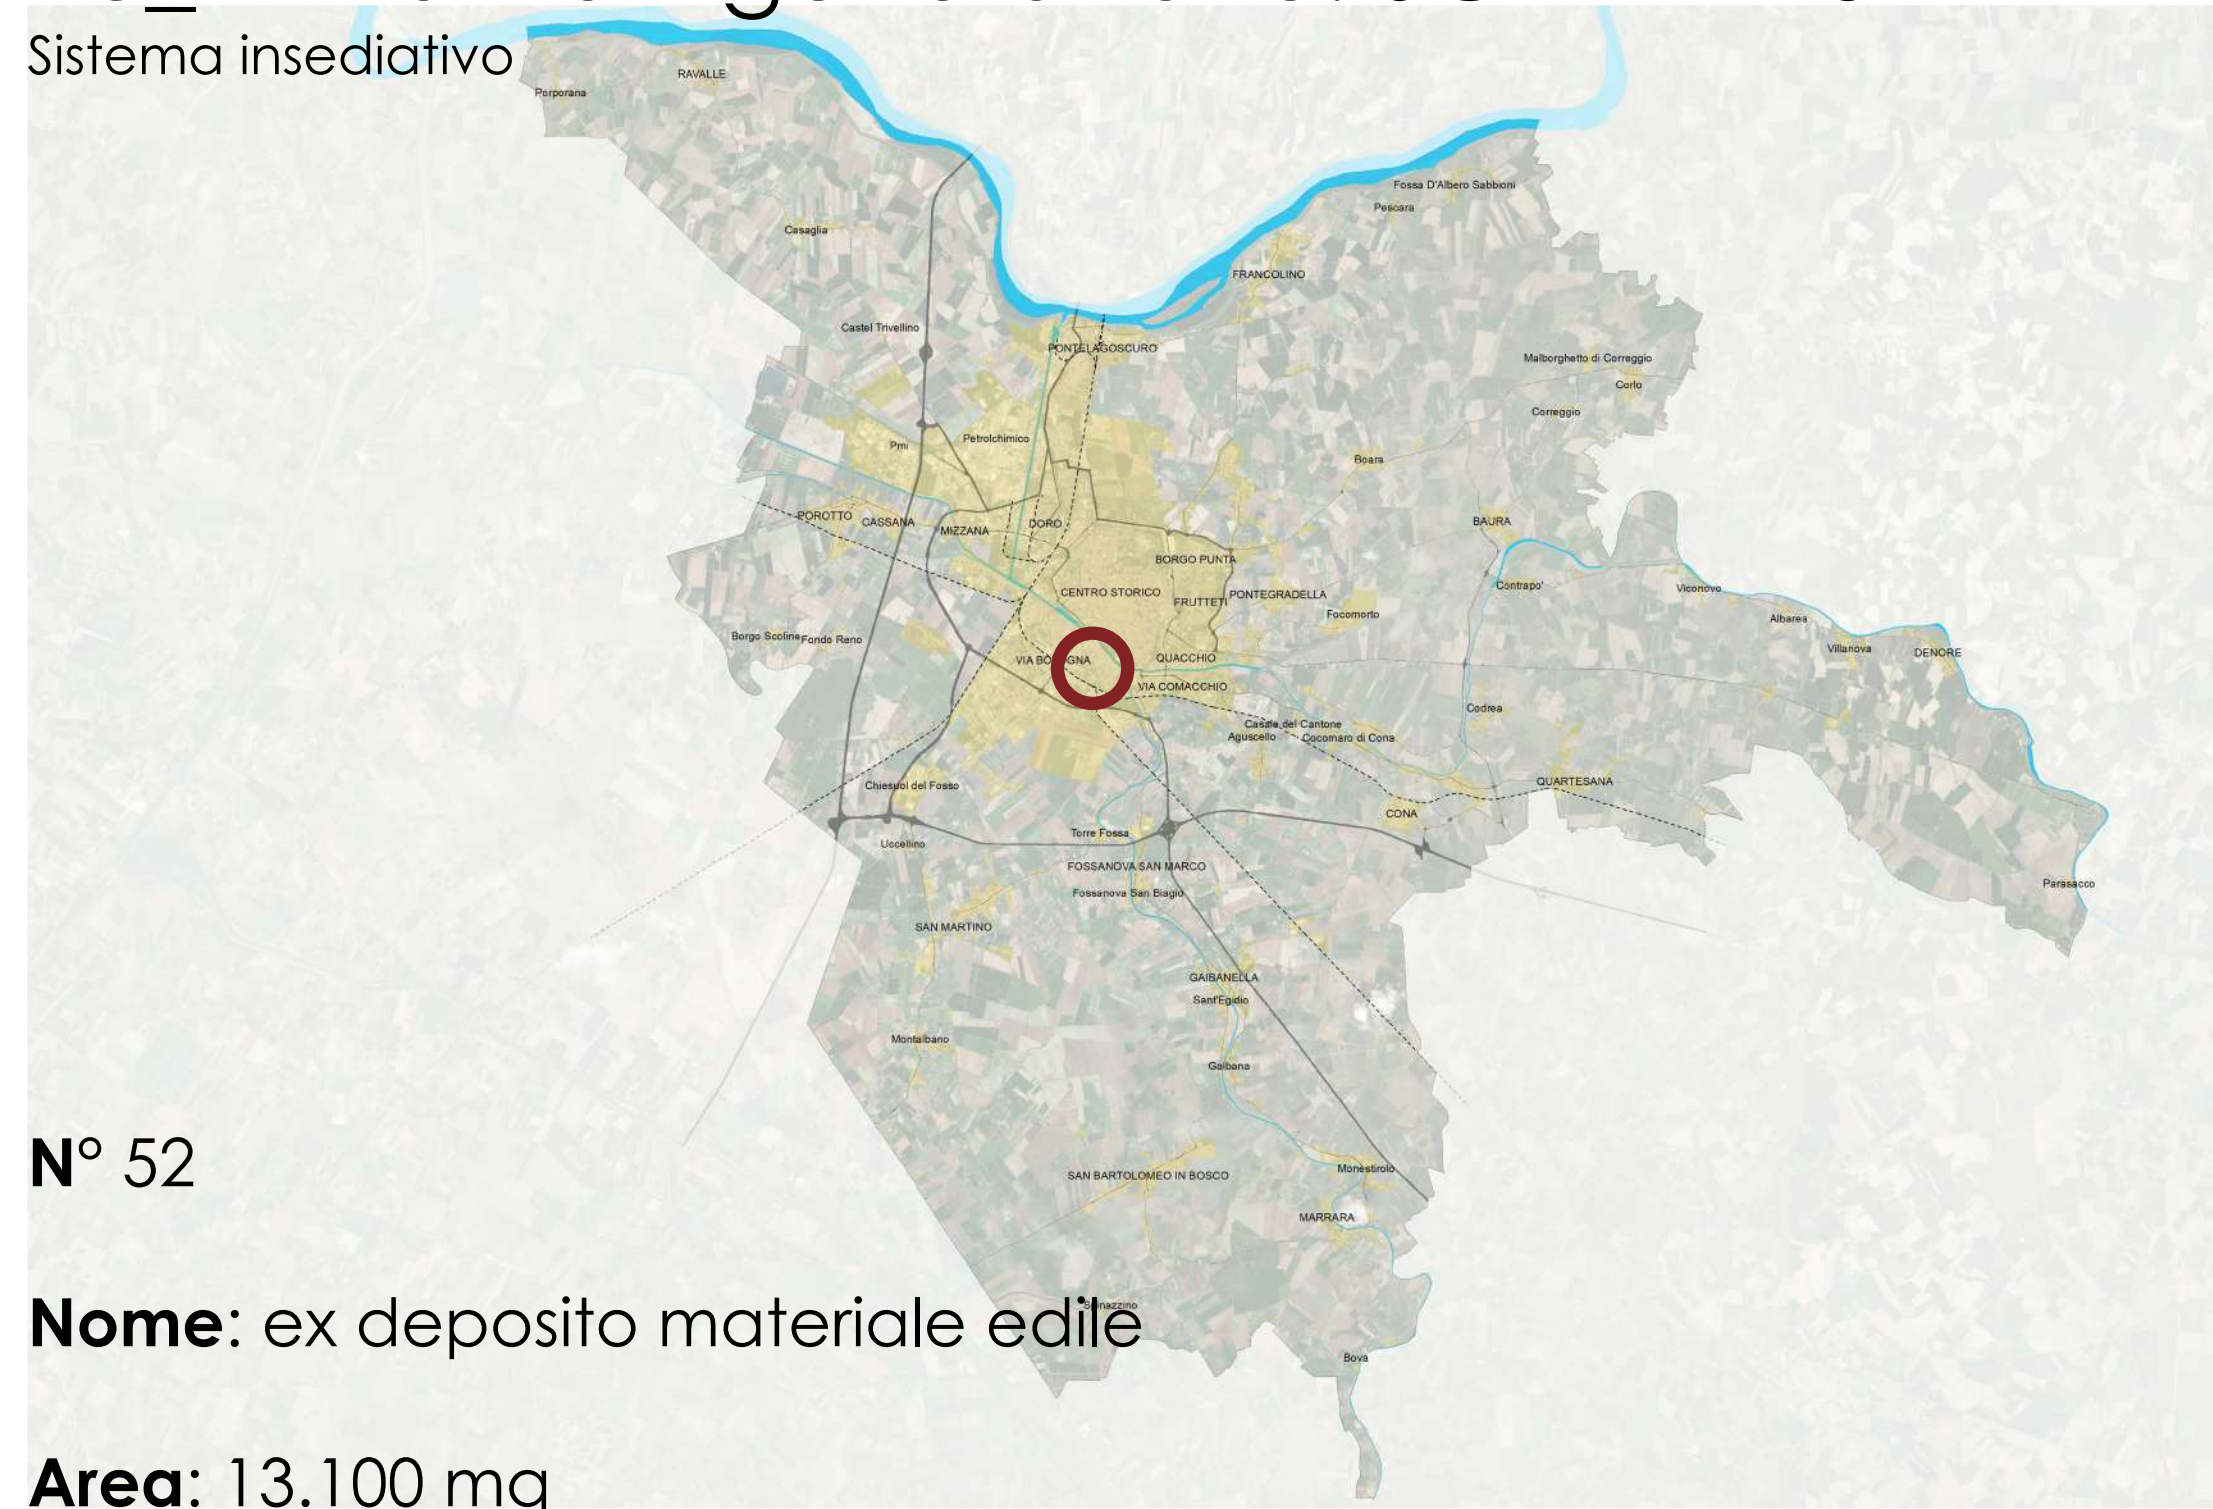 Sistema insediativo
RAVALLE
Porporana
Fossa D'Albero Sabbioni
Pescara
Casaglia
FRANCOLINO
Castel Trivellino
PONTELAGOSCURO
Malborghetto di Correggio
Corlo
Correggio
Petrolchimico
Pmi
Boara
POROTTO
CASSANA
MIZZANA
DORO
BAURA
BORGO PUNTA
CENTRO STORICO
FRUTTETI
PONTEGRADELLA
Contrapo'
Viconovo
Focomorto
Albarea
Borgo Scoline
Fondo Reno
Villanova
DENORE
VIA BO GNA
QUACCHIO
VIA COMACCHIO
Codrea
Casale del Cantone
Aguscello
Cocomaro di Cona
Chiesuol del Fosso
QUARTESANA
CONA
Torre Fossa
Uccellino
FOSSANOVA SAN MARCO
Fossanova San Biagio
Parasacco
SAN MARTINO
GAIBANELLA
Sant'Egidio
Montalbano
Gaibana
N° 52
SAN BARTOLOMEO IN BOSCO
Monestirolo
MARRARA
Spinazzino
Nome: ex deposito materiale edile
Bova
Area: 13.100 mq